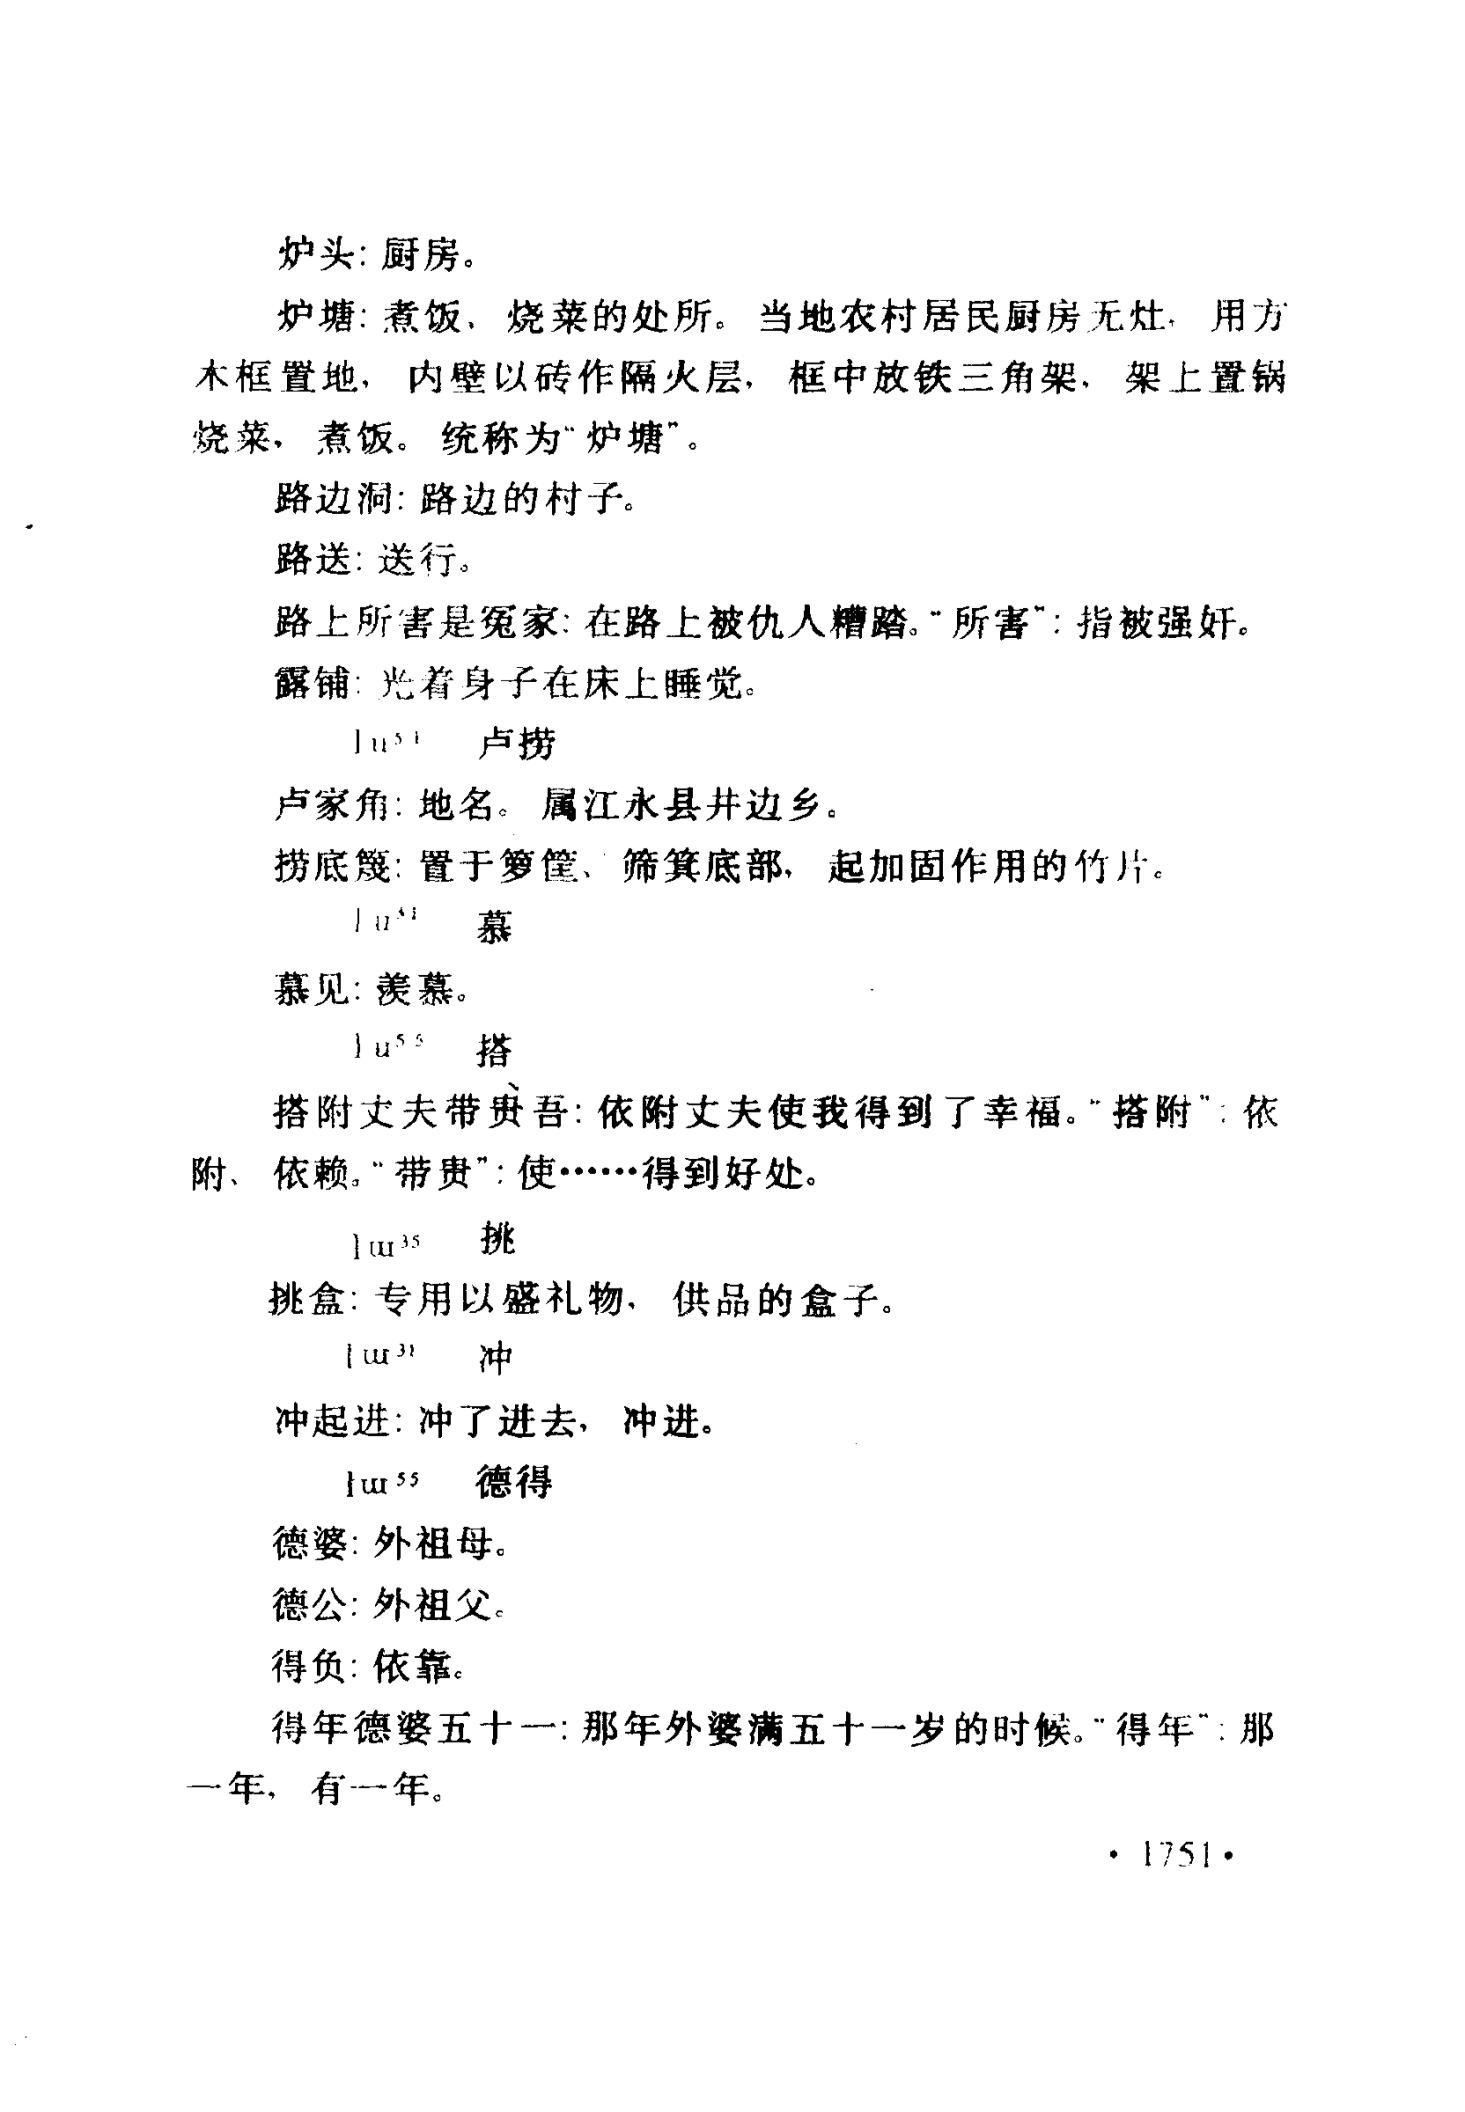 炉头：厨房。
炉塘：煮饭、烧菜的处所。当地农村居民厨房无灶，用方
木框置地，内壁以砖作隔火层，框中放铁三角架，架上置锅
烧菜，煮饭。统称为“炉塘”。
路边洞：路边的村子。
路送：送行。
路上所害是冤家：在路上被仇人糟踏。“所害”：指被强奸。
露铺：光着身子在床上睡觉。
lu⁵¹ 卢捞
卢家角：地名。属江永县井边乡。
捞底篾：置于箩筐、筛箕底部，起加固作用的竹片。
慕
慕见：羡慕。
lu⁵⁵ 搭
搭附丈夫带贵吾：依附丈夫使我得到了幸福。“搭附”：依
附、依赖。“带贵”：使……得到好处。
lɯ³⁵ 挑
挑盒：专用以盛礼物、供品的盒子。
lɯ³¹ 冲
冲起进：冲了进去，冲进。
lɯ⁵⁵ 德得
德婆：外祖母。
德公：外祖父。
得负：依靠。
得年德婆五十一：那年外婆满五十一岁的时候。“得年”：那
一年，有一年。
·1751·